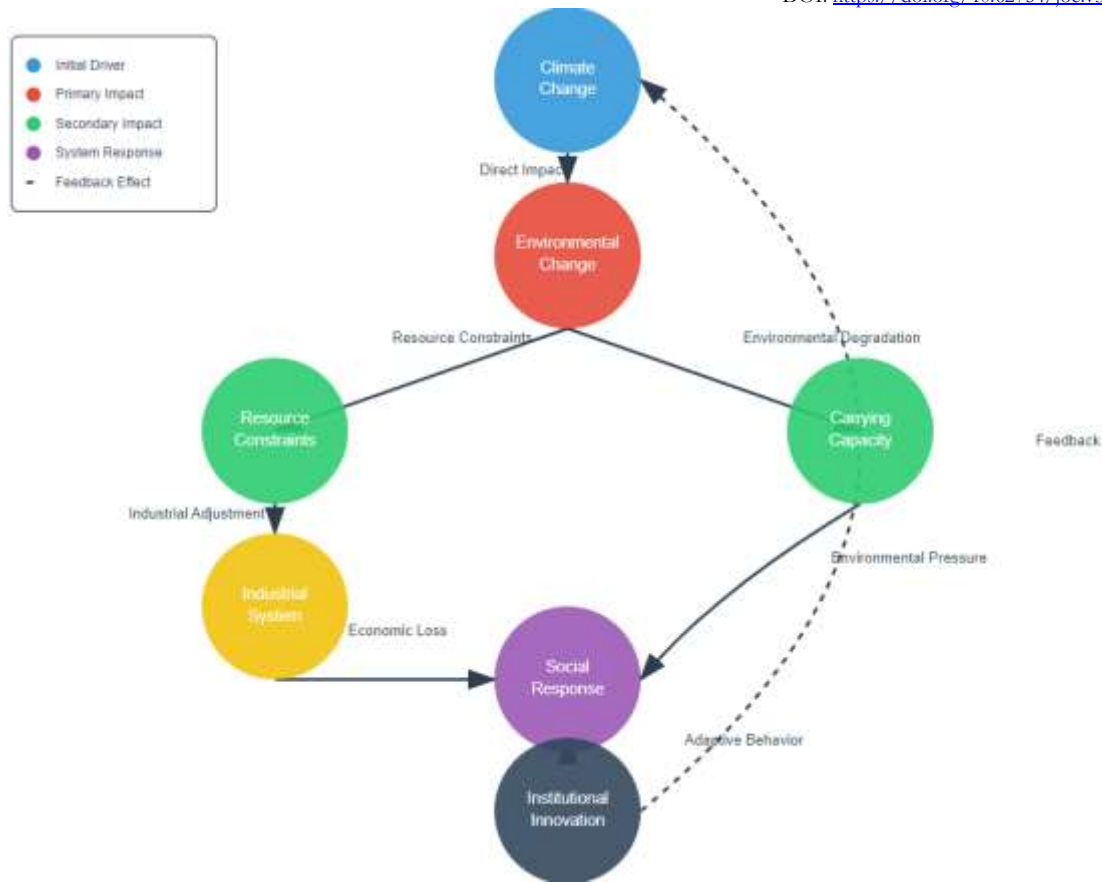 Initial Driver
Primary Impact
Secondary Impact
System Response
Feedback Effect
Climate
Change
Direct Impact
Environmental
Change
Resource Constraints
Environmental Degradation
Resource
Constraints
Carrying
Capacity
Feedback
Industrial Adjustment
Environmental Pressure
Industrial
System
Economic Loss
Social
Response
Adaptive Behavior
Institutional
Innovation